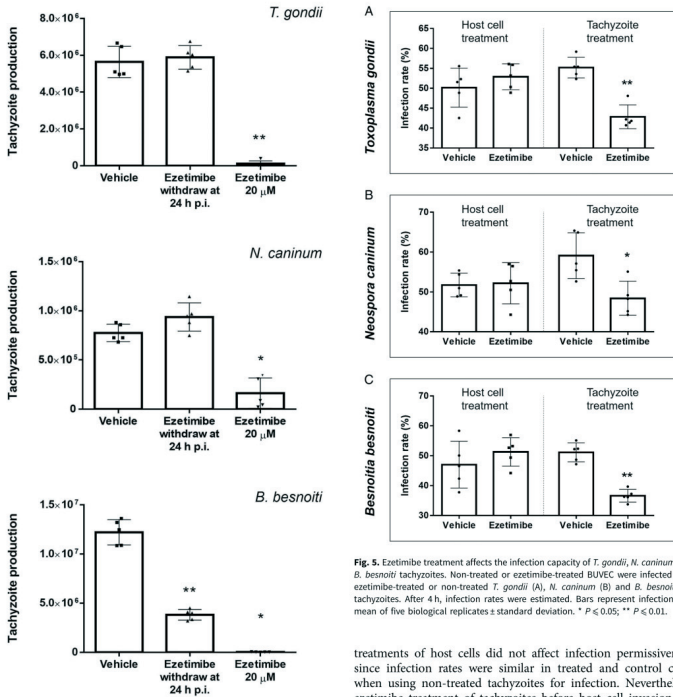 T. gondii
Tachyzoite production
8.0×10⁶
6.0×10⁶
4.0×10⁶
2.0×10⁶
0
**
Vehicle
Ezetimibe
withdraw at
24 h p.i.
Ezetimibe
20 μM
N. caninum
Tachyzoite production
1.5×10⁶
1.0×10⁶
5.0×10⁵
0
*
Vehicle
Ezetimibe
withdraw at
24 h p.i.
Ezetimibe
20 μM
B. besnoiti
Tachyzoite production
1.5×10⁷
1.0×10⁷
5.0×10⁶
0
**
*
Vehicle
Ezetimibe
withdraw at
24 h p.i.
Ezetimibe
20 μM
A
Toxoplasma gondii
Infection rate (%)
65
60
55
50
45
40
35
Host cell
treatment
Tachyzoite
treatment
**
Vehicle
Ezetimibe
Vehicle
Ezetimibe
B
Neospora caninum
Infection rate (%)
70
60
50
40
Host cell
treatment
Tachyzoite
treatment
*
Vehicle
Ezetimibe
Vehicle
Ezetimibe
C
Besnoitia besnoiti
Infection rate (%)
70
60
50
40
30
Host cell
treatment
Tachyzoite
treatment
**
Vehicle
Ezetimibe
Vehicle
Ezetimibe
Fig. 5. Ezetimibe treatment affects the infection capacity of T. gondii, N. caninum
B. besnoiti tachyzoites. Non-treated or ezetimibe-treated BUVEC were infected
ezetimibe-treated or non-treated T. gondii (A), N. caninum (B) and B. besnoi
tachyzoites. After 4 h, infection rates were estimated. Bars represent infection
mean of five biological replicates ± standard deviation. * P ⩽ 0.05; ** P ⩽ 0.01.
treatments of host cells did not affect infection permissiver
since infection rates were similar in treated and control c
when using non-treated tachyzoites for infection. Neverthe